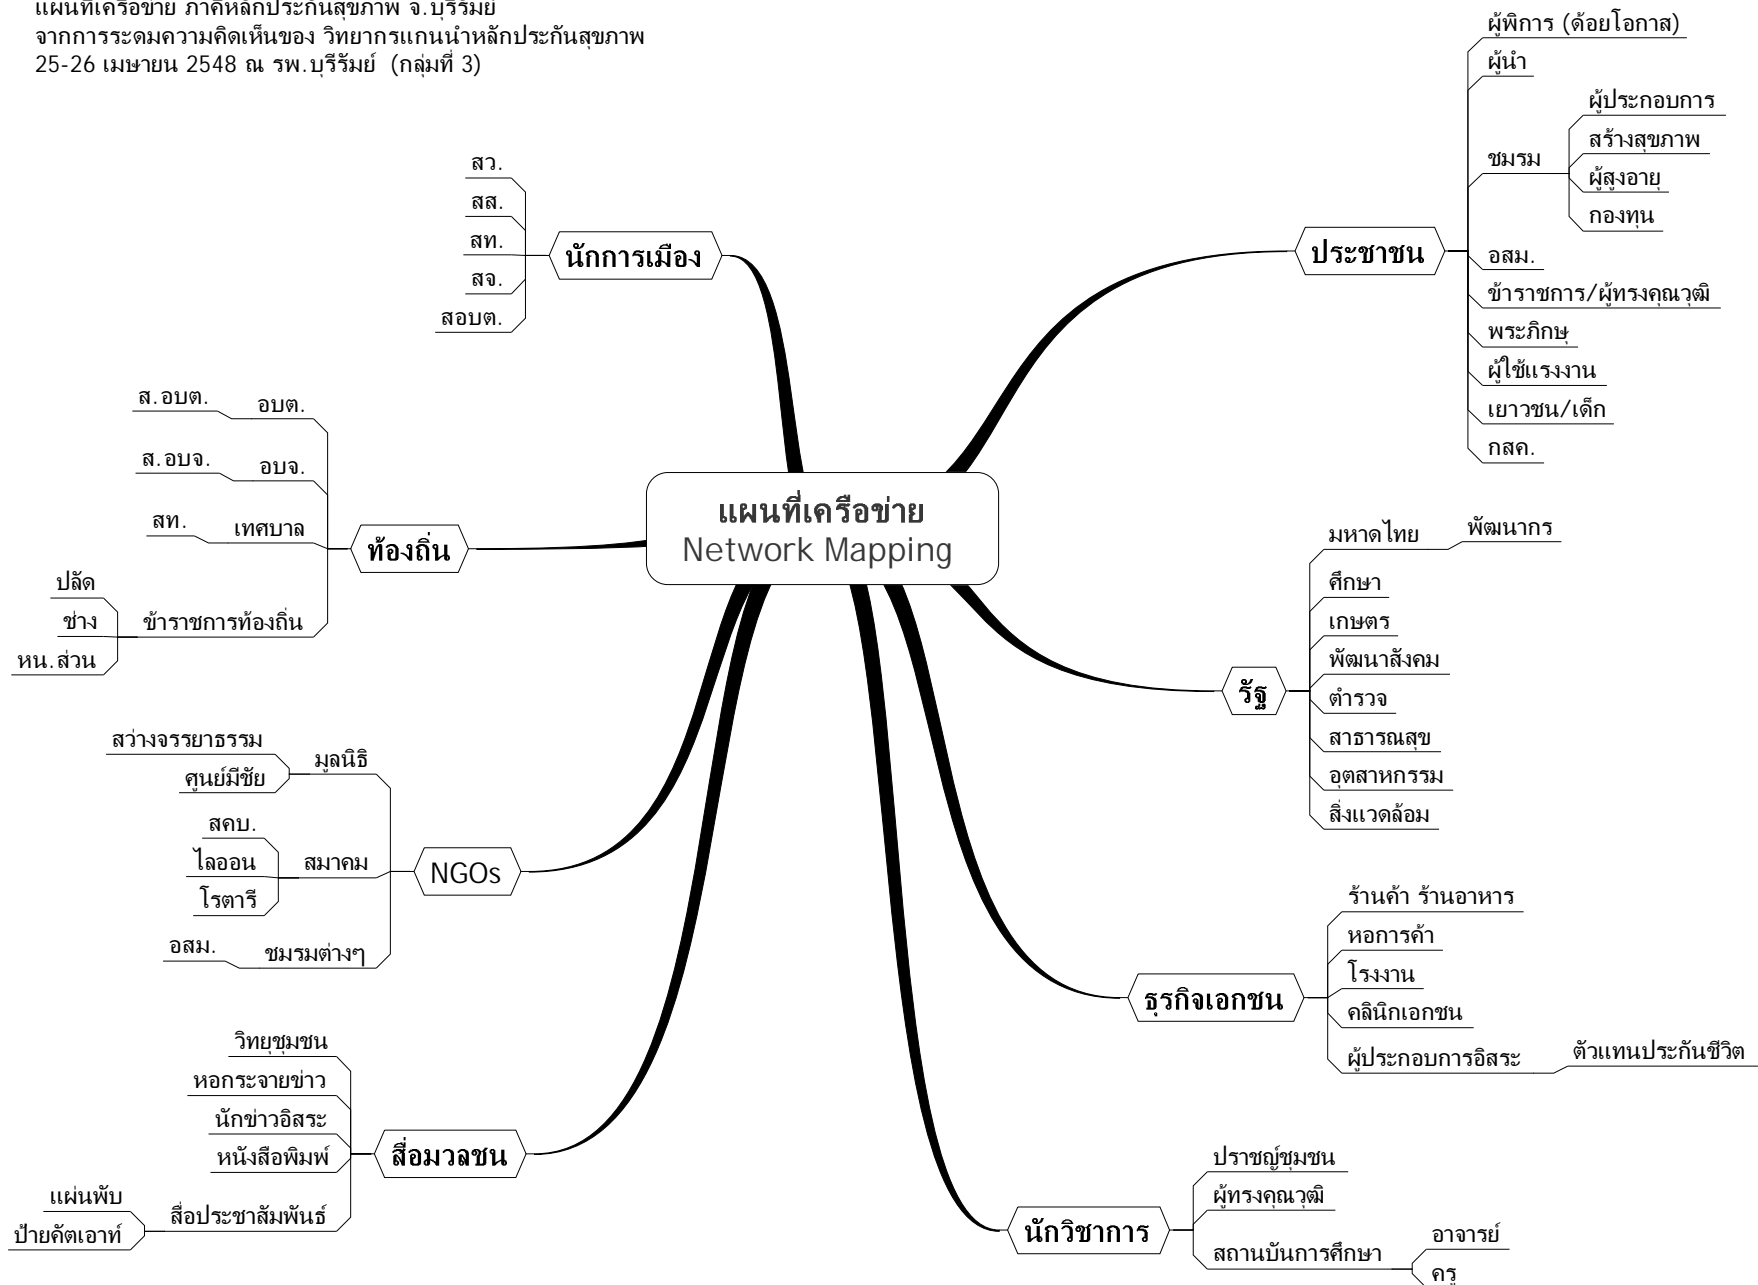 แผนที่เครือข่าย ภาคีหลักประกันสุขภาพ จ.บุรีรัมย์
จากการระดมความคิดเห็นของ วิทยากรแกนนำหลักประกันสุขภาพ
25-26 เมษายน 2548 ณ รพ.บุรีรัมย์ (กลุ่มที่ 3)
แผนที่เครือข่าย
Network Mapping
ประชาชน
ผู้พิการ (ด้อยโอกาส)
ผู้นำ
ชมรม
ผู้ประกอบการ
สร้างสุขภาพ
ผู้สูงอายุ
กองทุน
อสม.
ข้าราชการ/ผู้ทรงคุณวุฒิ
พระภิกษุ
ผู้ใช้แรงงาน
เยาวชน/เด็ก
กสค.
รัฐ
มหาดไทย
พัฒนากร
ศึกษา
เกษตร
พัฒนาสังคม
ตำรวจ
สาธารณสุข
อุตสาหกรรม
สิ่งแวดล้อม
ธุรกิจเอกชน
ร้านค้า ร้านอาหาร
หอการค้า
โรงงาน
คลินิกเอกชน
ผู้ประกอบการอิสระ
ตัวแทนประกันชีวิต
นักวิชาการ
ปราชญ์ชุมชน
ผู้ทรงคุณวุฒิ
สถานบันการศึกษา
อาจารย์
ครู
นักการเมือง
สว.
สส.
สท.
สจ.
สอบต.
ท้องถิ่น
อบต.
ส.อบต.
อบจ.
ส.อบจ.
เทศบาล
สท.
ข้าราชการท้องถิ่น
ปลัด
ช่าง
หน.ส่วน
NGOs
มูลนิธิ
สว่างจรรยาธรรม
ศูนย์มีชัย
สมาคม
สคบ.
ไลออน
โรตารี
ชมรมต่างๆ
อสม.
สื่อมวลชน
วิทยุชุมชน
หอกระจายข่าว
นักข่าวอิสระ
หนังสือพิมพ์
สื่อประชาสัมพันธ์
แผ่นพับ
ป้ายคัตเอาท์